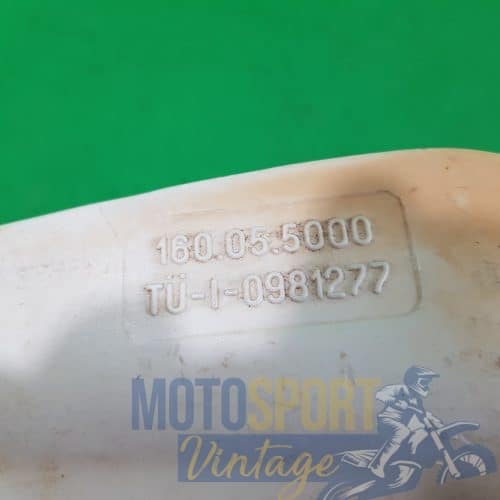 160.05.5000
TÜ-I-0981277
MOTOSPORT
Vintage